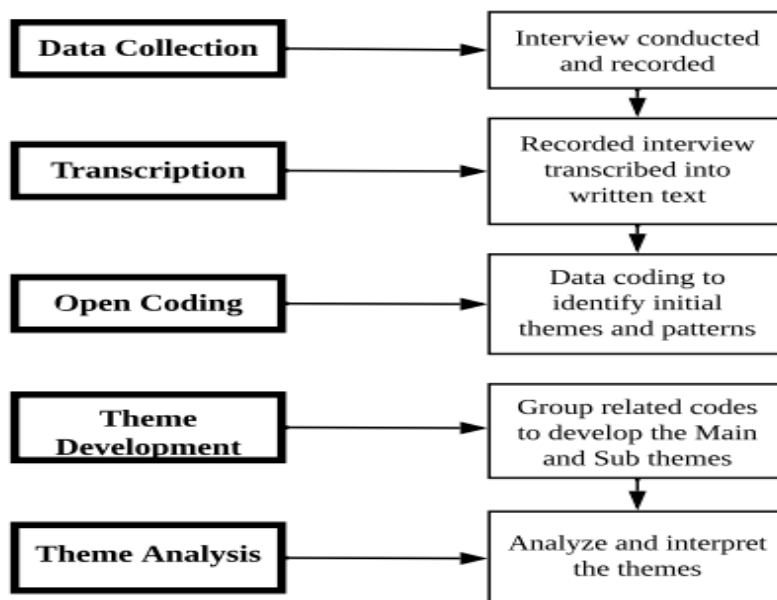 Data Collection
Interview conducted
and recorded
Transcription
Recorded interview
transcribed into
written text
Open Coding
Data coding to
identify initial
themes and patterns
Theme
Development
Group related codes
to develop the Main
and Sub themes
Theme Analysis
Analyze and interpret
the themes